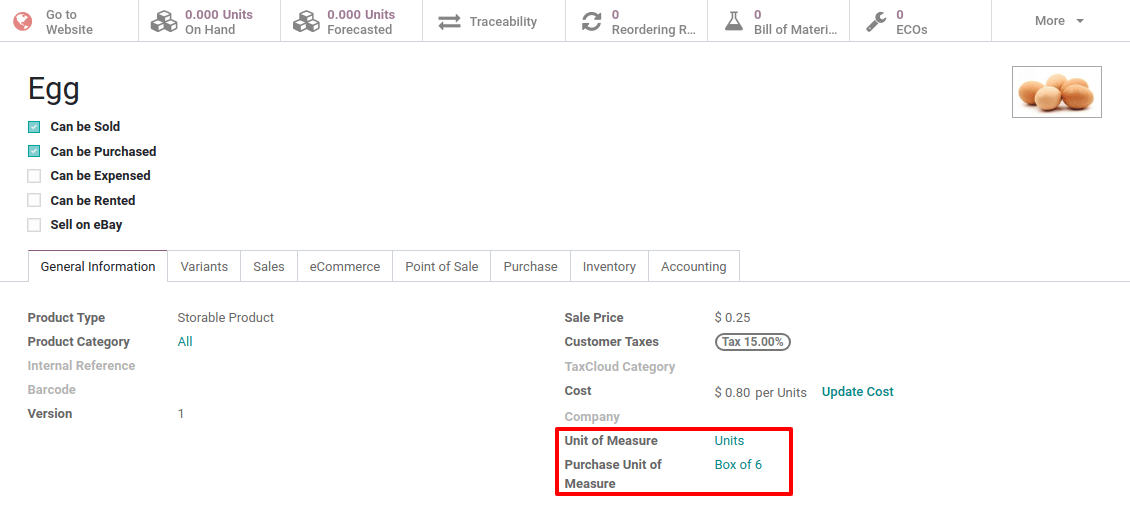 Go to
Website
0.000 Units
On Hand
0.000 Units
Forecasted
Traceability
0
Reordering R...
0
Bill of Materi...
0
ECOs
More
Egg
Can be Sold
Can be Purchased
Can be Expensed
Can be Rented
Sell on eBay
General Information Variants Sales eCommerce Point of Sale Purchase Inventory Accounting
Product Type Storable Product
Product Category All
Internal Reference
Barcode
Version 1
Sale Price $ 0.25
Customer Taxes Tax 15.00%
TaxCloud Category
Cost $ 0.80 per Units Update Cost
Company
Unit of Measure Units
Purchase Unit of Box of 6
Measure